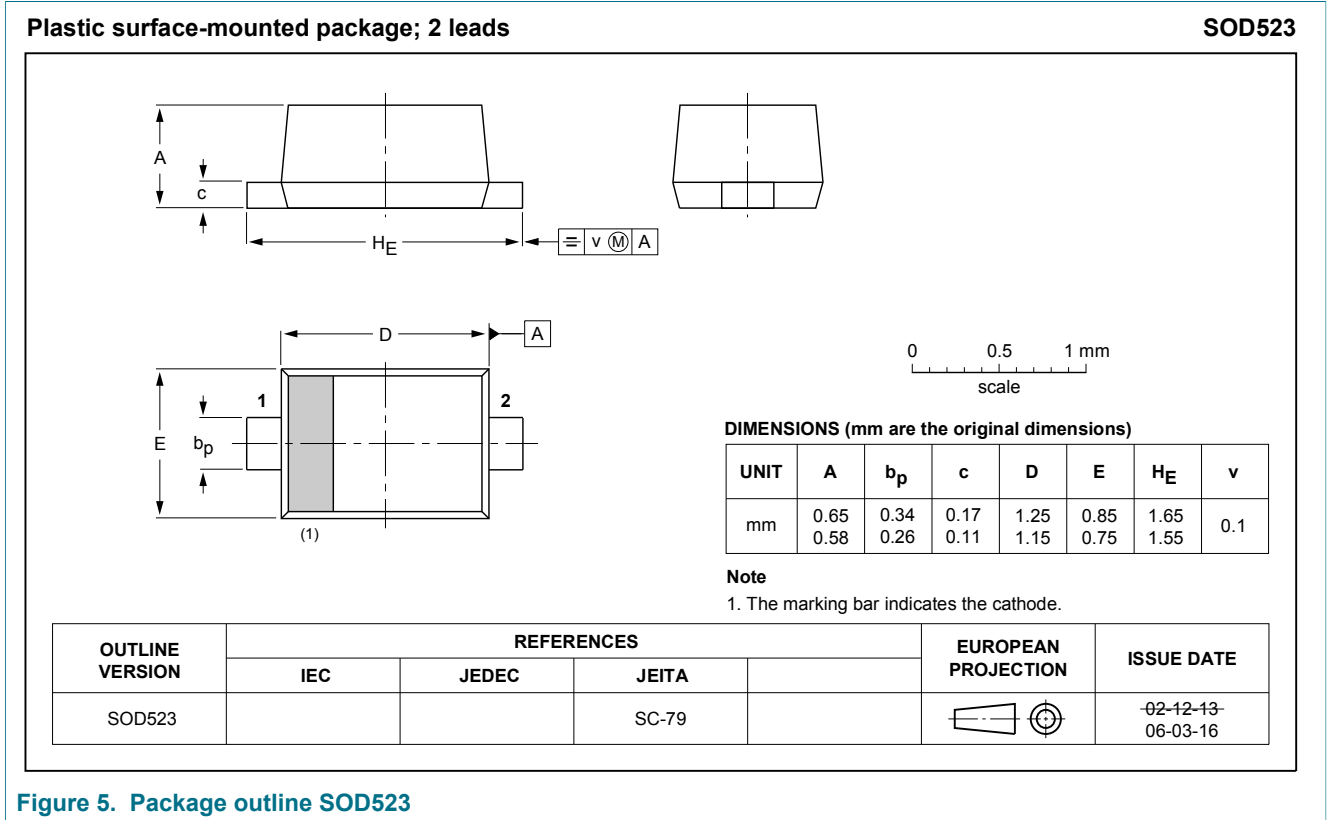 Plastic surface-mounted package; 2 leads
SOD523
A
c
HE
v Ⓜ A
D
A
1
2
E
bp
(1)
0 0.5 1 mm
scale
DIMENSIONS (mm are the original dimensions)
UNIT A bp c D E HE v
mm 0.65 0.34 0.17 1.25 0.85 1.65 0.1
0.58 0.26 0.11 1.15 0.75 1.55
Note
1. The marking bar indicates the cathode.
OUTLINE VERSION
REFERENCES
IEC JEDEC JEITA
EUROPEAN PROJECTION
ISSUE DATE
SOD523 SC-79
02-12-13
06-03-16
Figure 5. Package outline SOD523